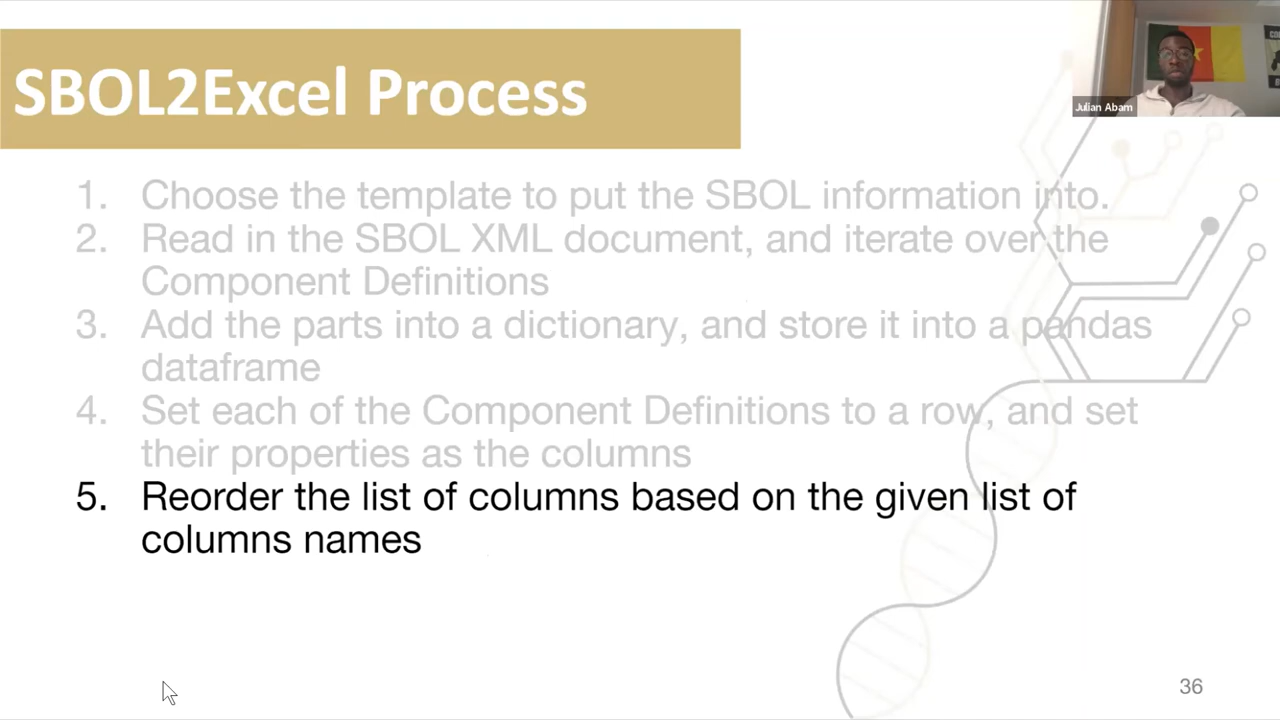 SBOL2Excel Process
Julian Abam
1. Choose the template to put the SBOL information into.
2. Read in the SBOL XML document, and iterate over the
Component Definitions
3. Add the parts into a dictionary, and store it into a pandas
dataframe
4. Set each of the Component Definitions to a row, and set
their properties as the columns
5. Reorder the list of columns based on the given list of
columns names
36